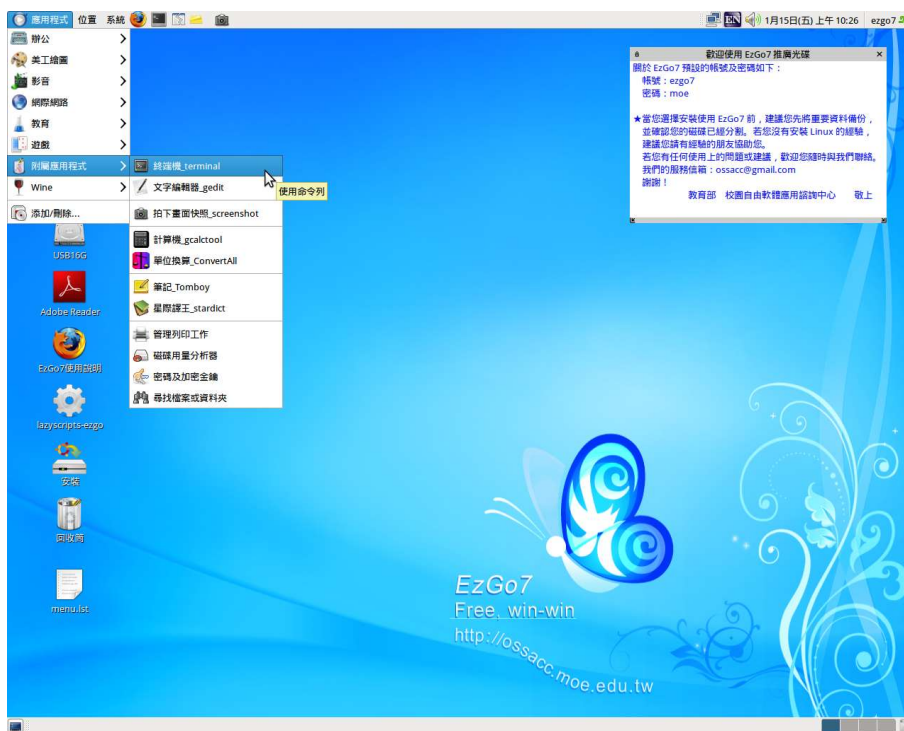 應用程式 位置 系統
EN 1月15日(五) 上午 10:26 ezgo7
辦公
美工繪圖
影音
網際網路
教育
遊戲
附屬應用程式
Wine
添加/刪除...
終端機_terminal
文字編輯器_gedit
拍下畫面快照_screenshot
計算機_gcalctool
單位換算_ConvertAll
筆記_Tomboy
星際譯王_stardict
管理列印工作
磁碟用量分析器
密碼及加密金鑰
尋找檔案或資料夾
使用命令列
歡迎使用 EzGo7 推廣光碟
關於 EzGo7 預設的帳號及密碼如下：
帳號：ezgo7
密碼：moe
★當您選擇安裝使用 EzGo7 前，建議您先將重要資料備份，
並確認您的磁碟已經分割。若您沒有安裝 Linux 的經驗，
建議您請有經驗的朋友協助您。
若您有任何使用上的問題或建議，歡迎您隨時與我們聯絡。
我們的服務信箱：ossacc@gmail.com
謝謝！
教育部 校園自由軟體應用諮詢中心 敬上
USB16G
Adobe Reader
EzGo7使用說明
lazyscripts-ezgo
安裝
回收筒
menu.lst
EzGo7
Free, win-win
http://ossacc.moe.edu.tw